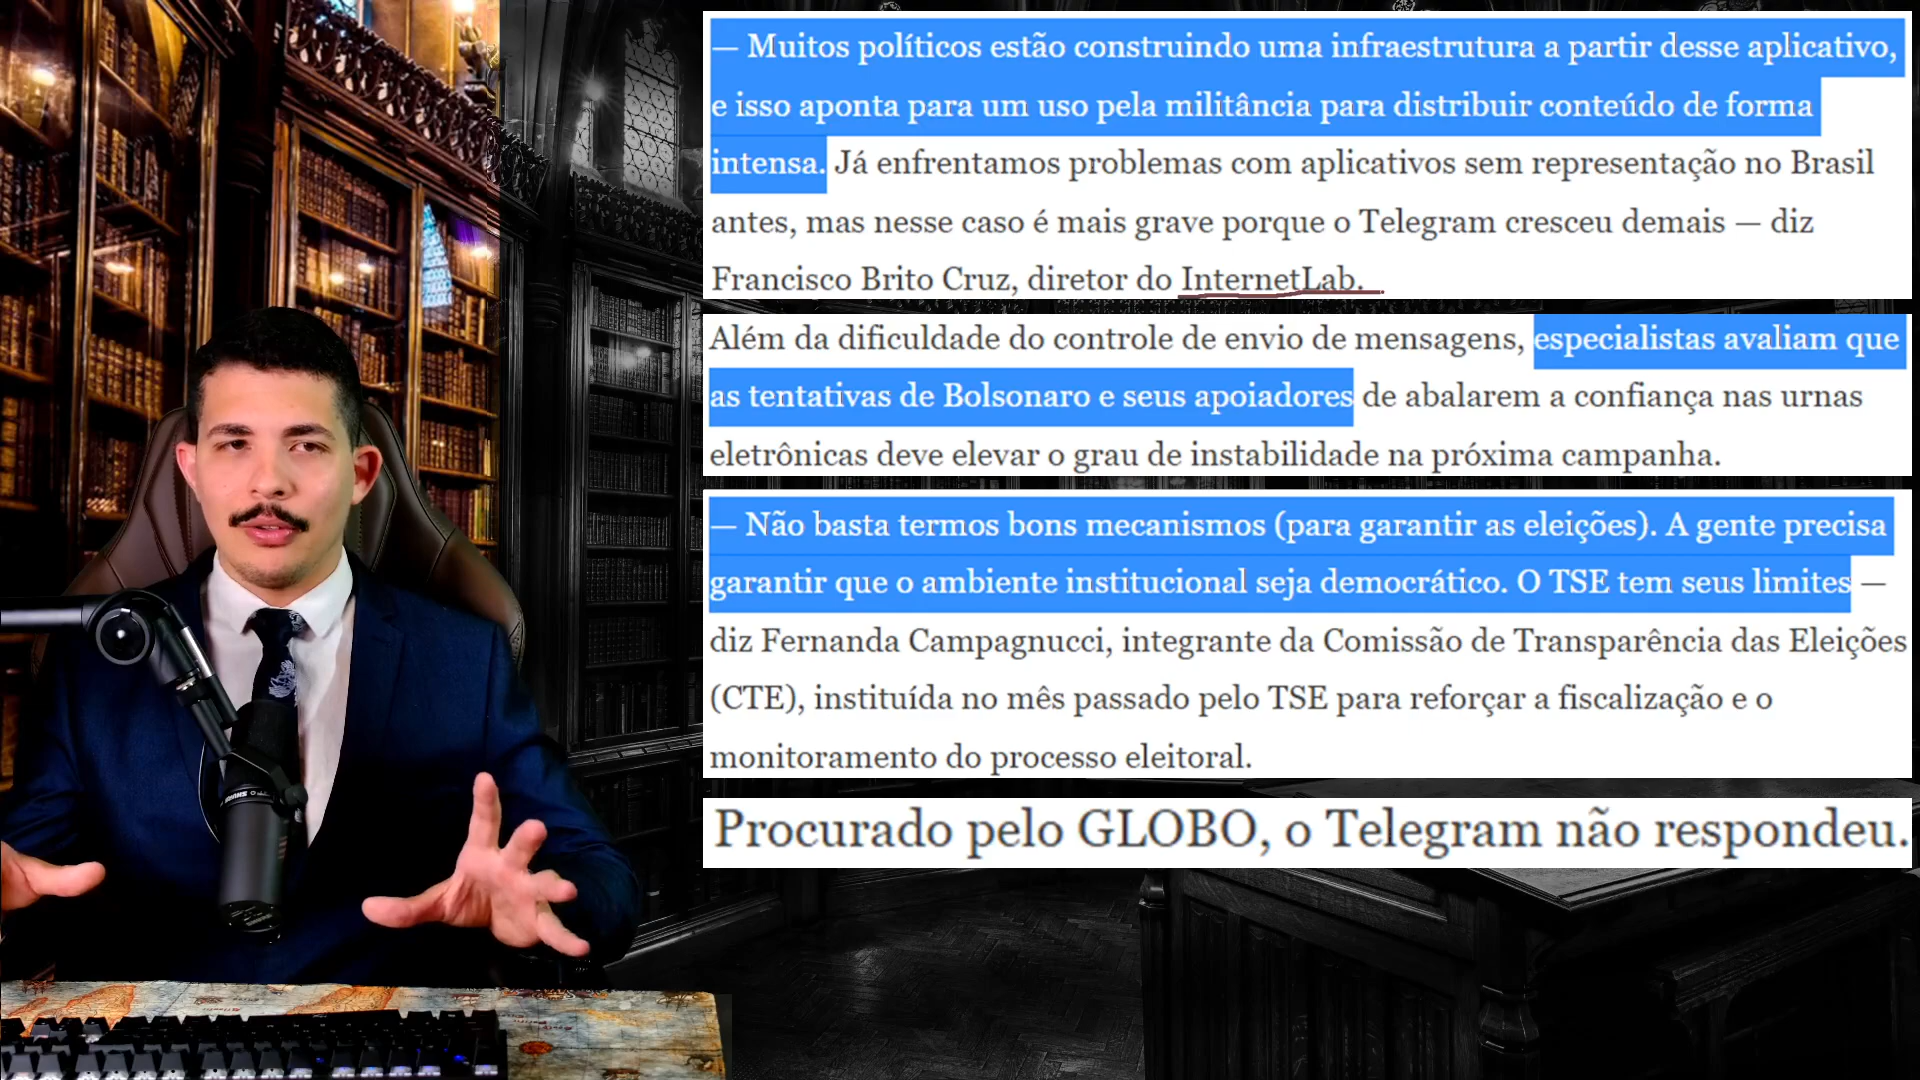 — Muitos políticos estão construindo uma infraestrutura a partir desse aplicativo,
e isso aponta para um uso pela militância para distribuir conteúdo de forma
intensa. Já enfrentamos problemas com aplicativos sem representação no Brasil
antes, mas nesse caso é mais grave porque o Telegram cresceu demais — diz
Francisco Brito Cruz, diretor do InternetLab.
Além da dificuldade do controle de envio de mensagens, especialistas avaliam que
as tentativas de Bolsonaro e seus apoiadores de abalarem a confiança nas urnas
eletrônicas deve elevar o grau de instabilidade na próxima campanha.
— Não basta termos bons mecanismos (para garantir as eleições). A gente precisa
garantir que o ambiente institucional seja democrático. O TSE tem seus limites —
diz Fernanda Campagnucci, integrante da Comissão de Transparência das Eleições
(CTE), instituída no mês passado pelo TSE para reforçar a fiscalização e o
monitoramento do processo eleitoral.
Procurado pelo GLOBO, o Telegram não respondeu.